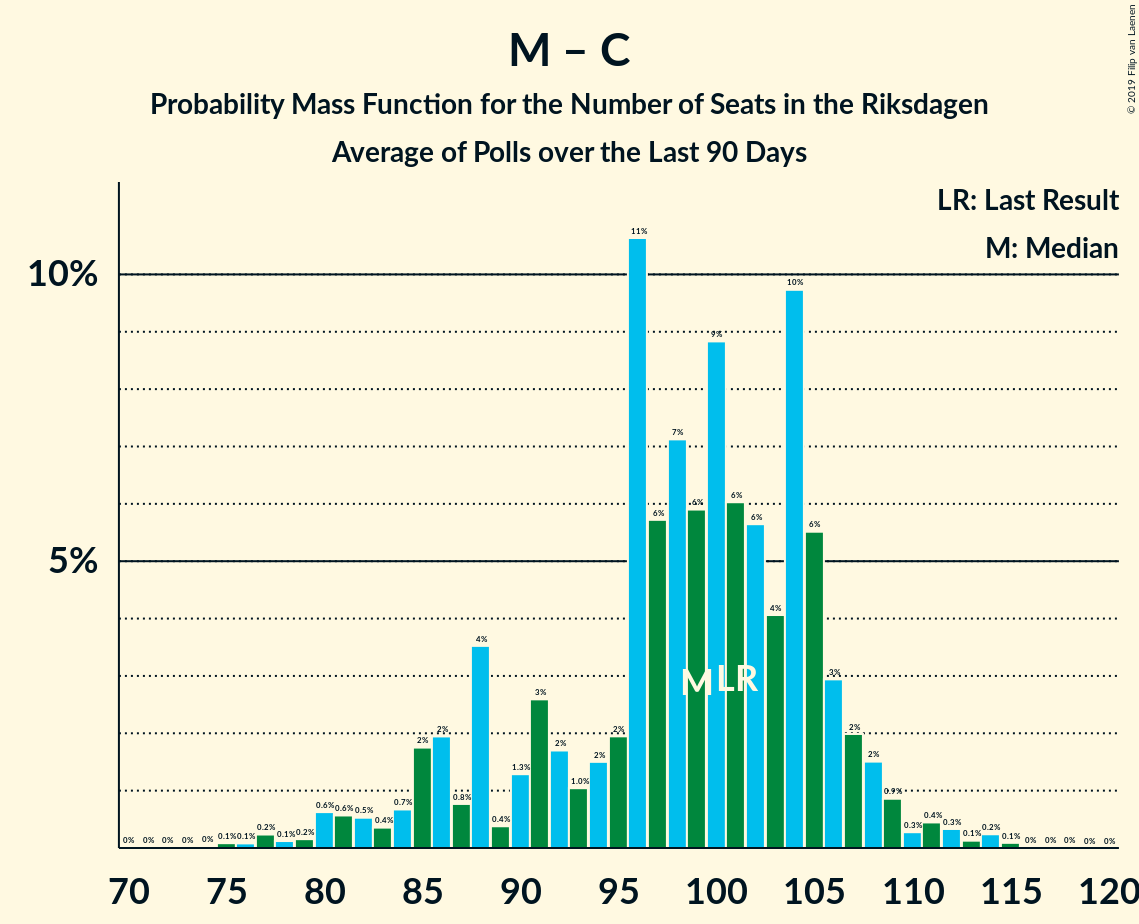 © 2019 Filip van Laenen
M – C
Probability Mass Function for the Number of Seats in the Riksdagen
Average of Polls over the Last 90 Days
LR: Last Result
M: Median
10%
5%
0% 0% 0% 0% 0% 0.1% 0.1% 0.2% 0.1% 0.2% 0.6% 0.6% 0.5% 0.4% 0.7% 2% 2% 0.8% 4% 0.4% 1.3% 3% 2% 1.0% 2% 2% 11% 6% 7% 6% 9% 6% 6% 4% 10% 6% 3% 2% 2% 0.9% 0.3% 0.4% 0.3% 0.1% 0.2% 0.1% 0% 0% 0% 0% 0%
M LR
70 75 80 85 90 95 100 105 110 115 120